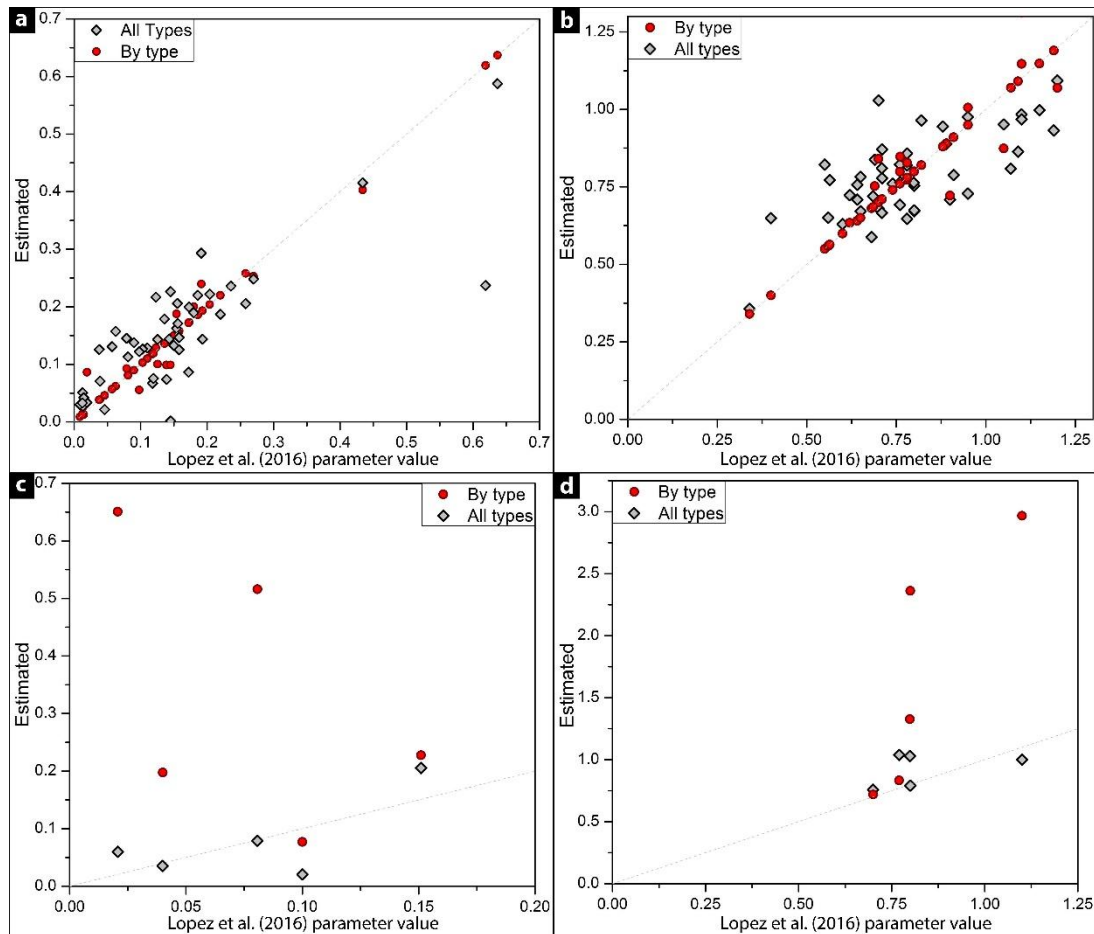 a
All Types
By type
0.7
0.6
0.5
0.4
0.3
0.2
0.1
0.0
Estimated
0.0 0.1 0.2 0.3 0.4 0.5 0.6 0.7
Lopez et al. (2016) parameter value
b
By type
All types
1.25
1.00
0.75
0.50
0.25
0.00
Estimated
0.00 0.25 0.50 0.75 1.00 1.25
Lopez et al. (2016) parameter value
c
By type
All types
0.7
0.6
0.5
0.4
0.3
0.2
0.1
0.0
Estimated
0.00 0.05 0.10 0.15 0.20
Lopez et al. (2016) parameter value
d
By type
All types
3.0
2.5
2.0
1.5
1.0
0.5
0.0
Estimated
0.00 0.25 0.50 0.75 1.00 1.25
Lopez et al. (2016) parameter value